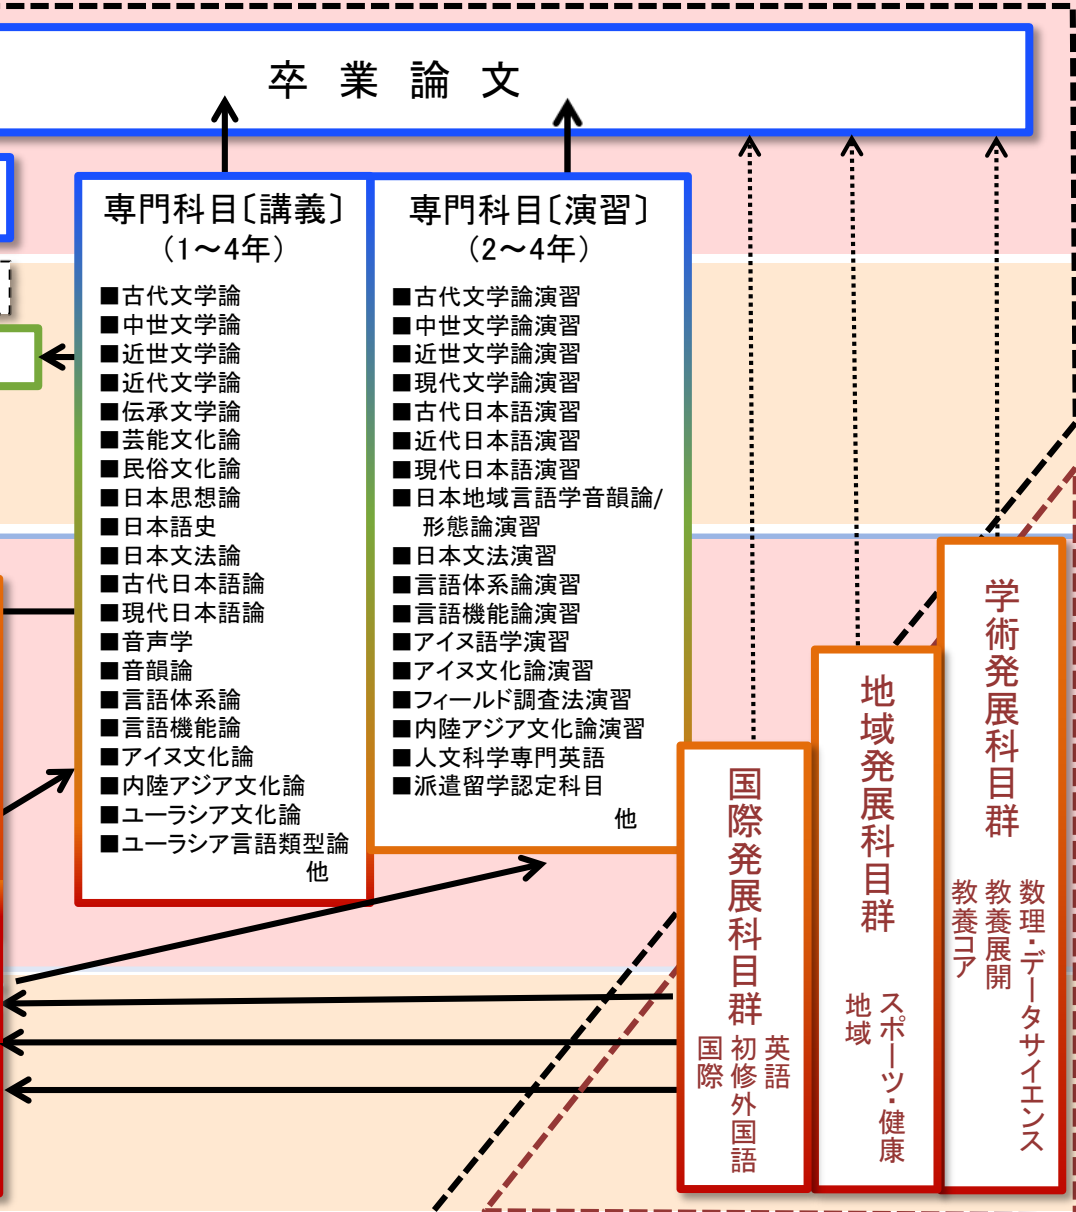 卒業論文
専門科目〔講義〕
（1～4年）
■古代文学論
■中世文学論
■近世文学論
■近代文学論
■伝承文学論
■芸能文化論
■民俗文化論
■日本思想論
■日本語史
■日本文法論
■古代日本語論
■現代日本語論
■音声学
■音韻論
■言語体系論
■言語機能論
■アイヌ文化論
■内陸アジア文化論
■ユーラシア文化論
■ユーラシア言語類型論
他
専門科目〔演習〕
（2～4年）
■古代文学論演習
■中世文学論演習
■近世文学論演習
■現代文学論演習
■古代日本語演習
■近代日本語演習
■現代日本語演習
■日本地域言語学音韻論/
形態論演習
■日本文法演習
■言語体系論演習
■言語機能論演習
■アイヌ語学演習
■アイヌ文化論演習
■フィールド調査法演習
■内陸アジア文化論演習
■人文科学専門英語
■派遣留学認定科目
他
国際発展科目群
英語
初修外国語
国際
地域発展科目群
スポーツ・健康
地域
学術発展科目群
数理・データサイエンス
教養展開
教養コア